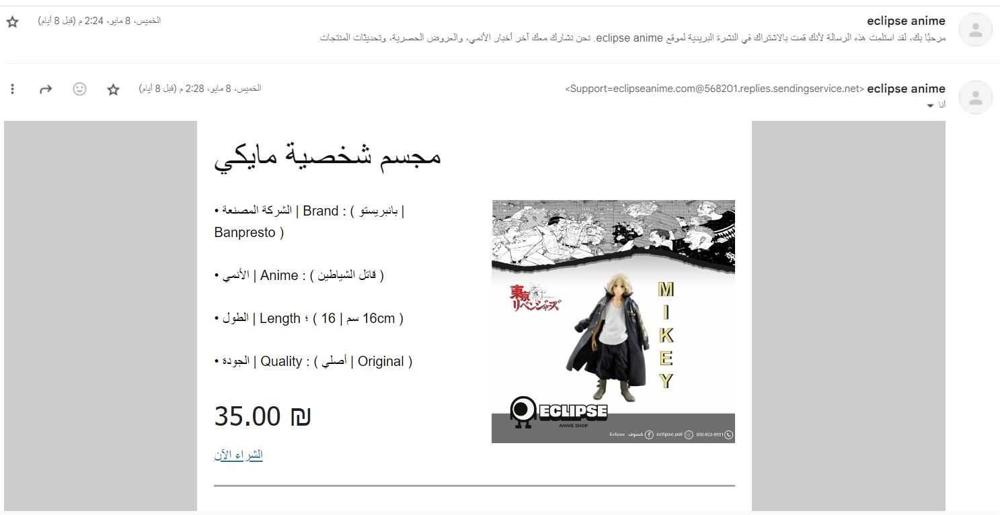 eclipse anime
الخميس، 8 مايو، 2:24 م (قبل 8 أيام)
مرحبًا بك، لقد استلمت هذه الرسالة لأنك قمت بالاشتراك في النشرة البريدية لموقع eclipse anime. نحن نشارك معك آخر أخبار الأنمي، والعروض الحصرية، وتحديثات المنتجات
eclipse anime <Support=eclipseanime.com@568201.replies.sendingservice.net>
الخميس، 8 مايو، 2:28 م (قبل 8 أيام)
أنا
مجسم شخصية مايكي
• الشركة المصنعة | Brand : ( بانبريستو |
Banpresto )
• الأنمي | Anime : ( قاتل الشياطين )
• الطول | Length ؛ ( 16 | سم 16cm )
• الجودة | Quality : ( أصلي | Original )
35.00 ₪
الشراء الآن
東京
リベンジャーズ
MIKEY
ECLIPSE
ANIME SHOP
Eclipse . كسوف
eclipse.pal
056-933-9901